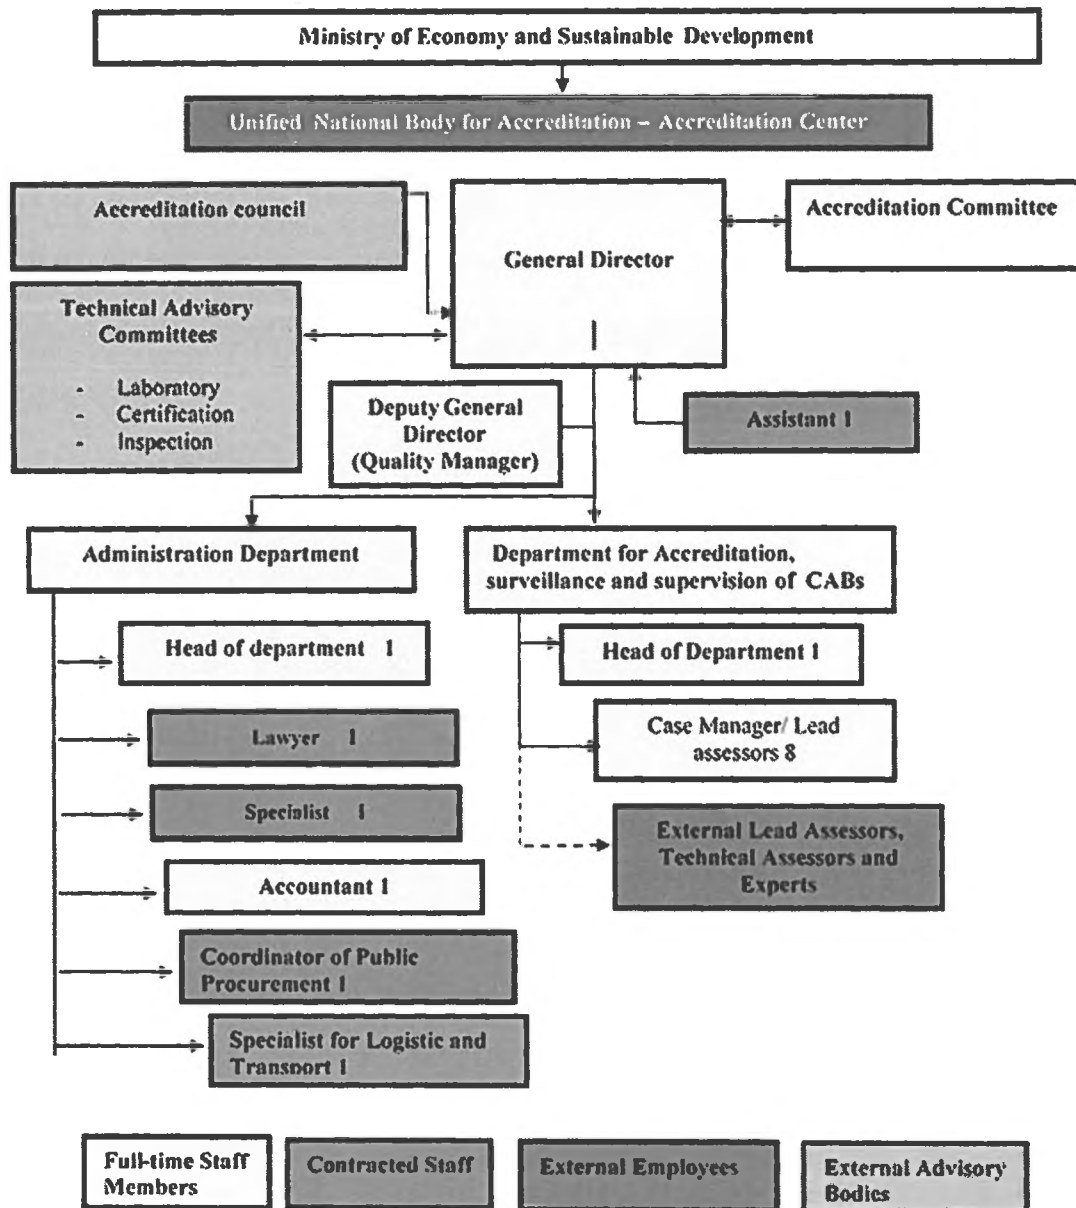 Ministry of Economy and Sustainable Development
Unified National Body for Accreditation – Accreditation Center
Accreditation council
General Director
Accreditation Committee
Technical Advisory
Committees
- Laboratory
- Certification
- Inspection
Deputy General
Director
(Quality Manager)
Assistant 1
Administration Department
Department for Accreditation,
surveillance and supervision of CABs
Head of department 1
Lawyer 1
Specialist 1
Accountant 1
Coordinator of Public
Procurement 1
Specialist for Logistic and
Transport 1
Head of Department 1
Case Manager/ Lead
assessors 8
External Lead Assessors,
Technical Assessors and
Experts
Full-time Staff
Members
Contracted Staff
External Employees
External Advisory
Bodies